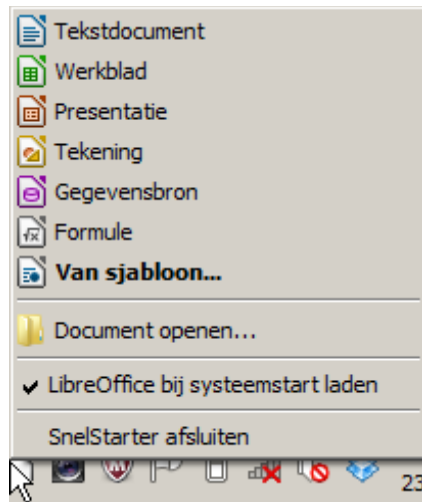 Tekstdocument
Werkblad
Presentatie
Tekening
Gegevensbron
Formule
Van sjabloon...
Document openen...
LibreOffice bij systeemstart laden
SnelStarter afsluiten
23